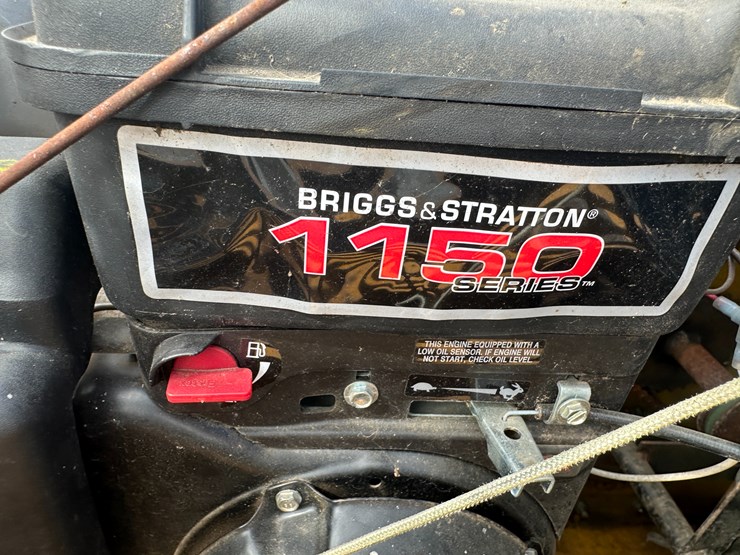 BRIGGS&STRATTON®
1150
SERIES™
THIS ENGINE EQUIPPED WITH A
LOW OIL SENSOR. IF ENGINE WILL
NOT START, CHECK OIL LEVEL.